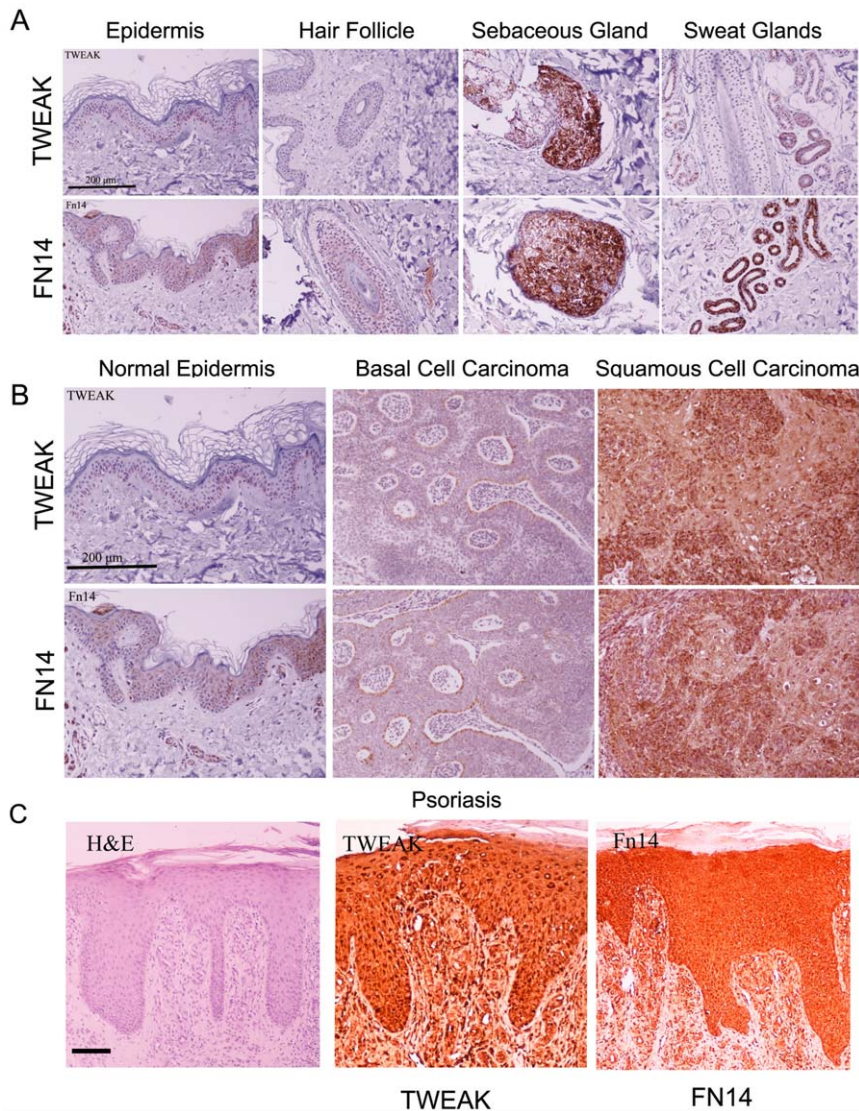 A
Epidermis Hair Follicle Sebaceous Gland Sweat Glands
TWEAK
TWEAK
200 µm
FN14
Fn14
B
Normal Epidermis Basal Cell Carcinoma Squamous Cell Carcinoma
TWEAK
TWEAK
200 µm
FN14
Fn14
C
Psoriasis
H&E TWEAK Fn14
TWEAK FN14